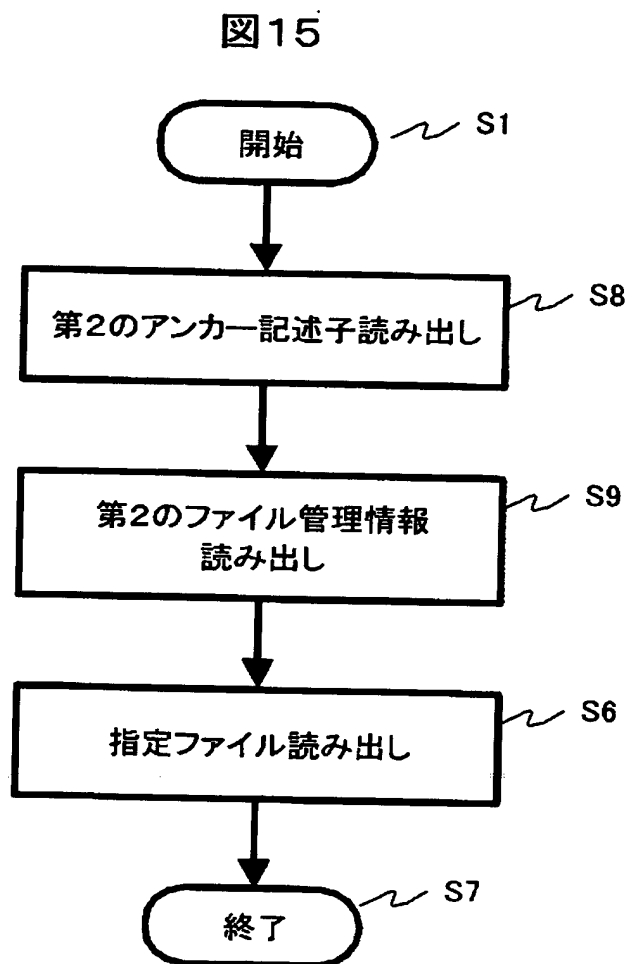 図15
開始
S1
第2のアンカー記述子読み出し
S8
第2のファイル管理情報
読み出し
S9
指定ファイル読み出し
S6
終了
S7